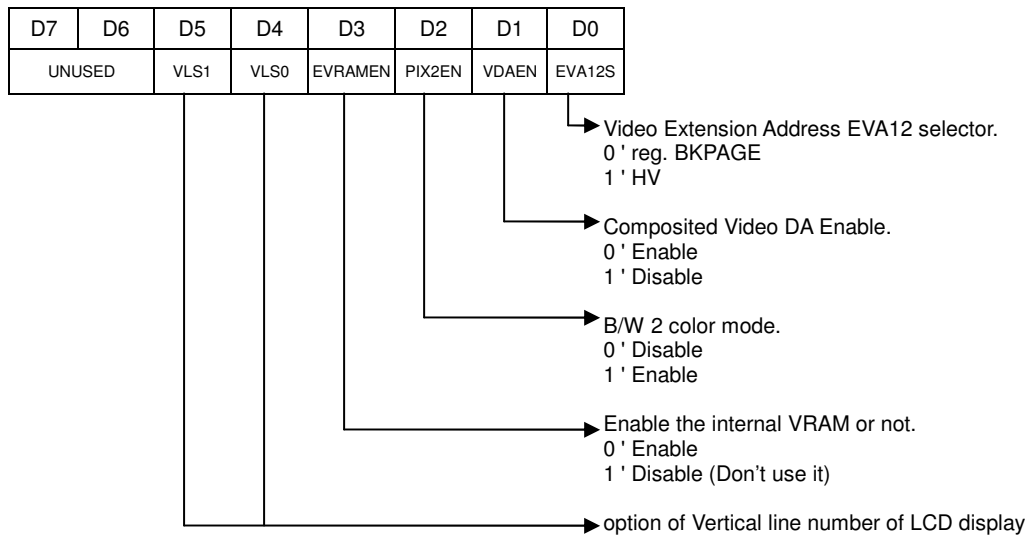 D7 D6 D5 D4 D3 D2 D1 D0
UNUSED VLS1 VLS0 EVRAMEN PIX2EN VDAEN EVA12S
Video Extension Address EVA12 selector.
0 ' reg. BKPAGE
1 ' HV
Composited Video DA Enable.
0 ' Enable
1 ' Disable
B/W 2 color mode.
0 ' Disable
1 ' Enable
Enable the internal VRAM or not.
0 ' Enable
1 ' Disable (Don’t use it)
option of Vertical line number of LCD display